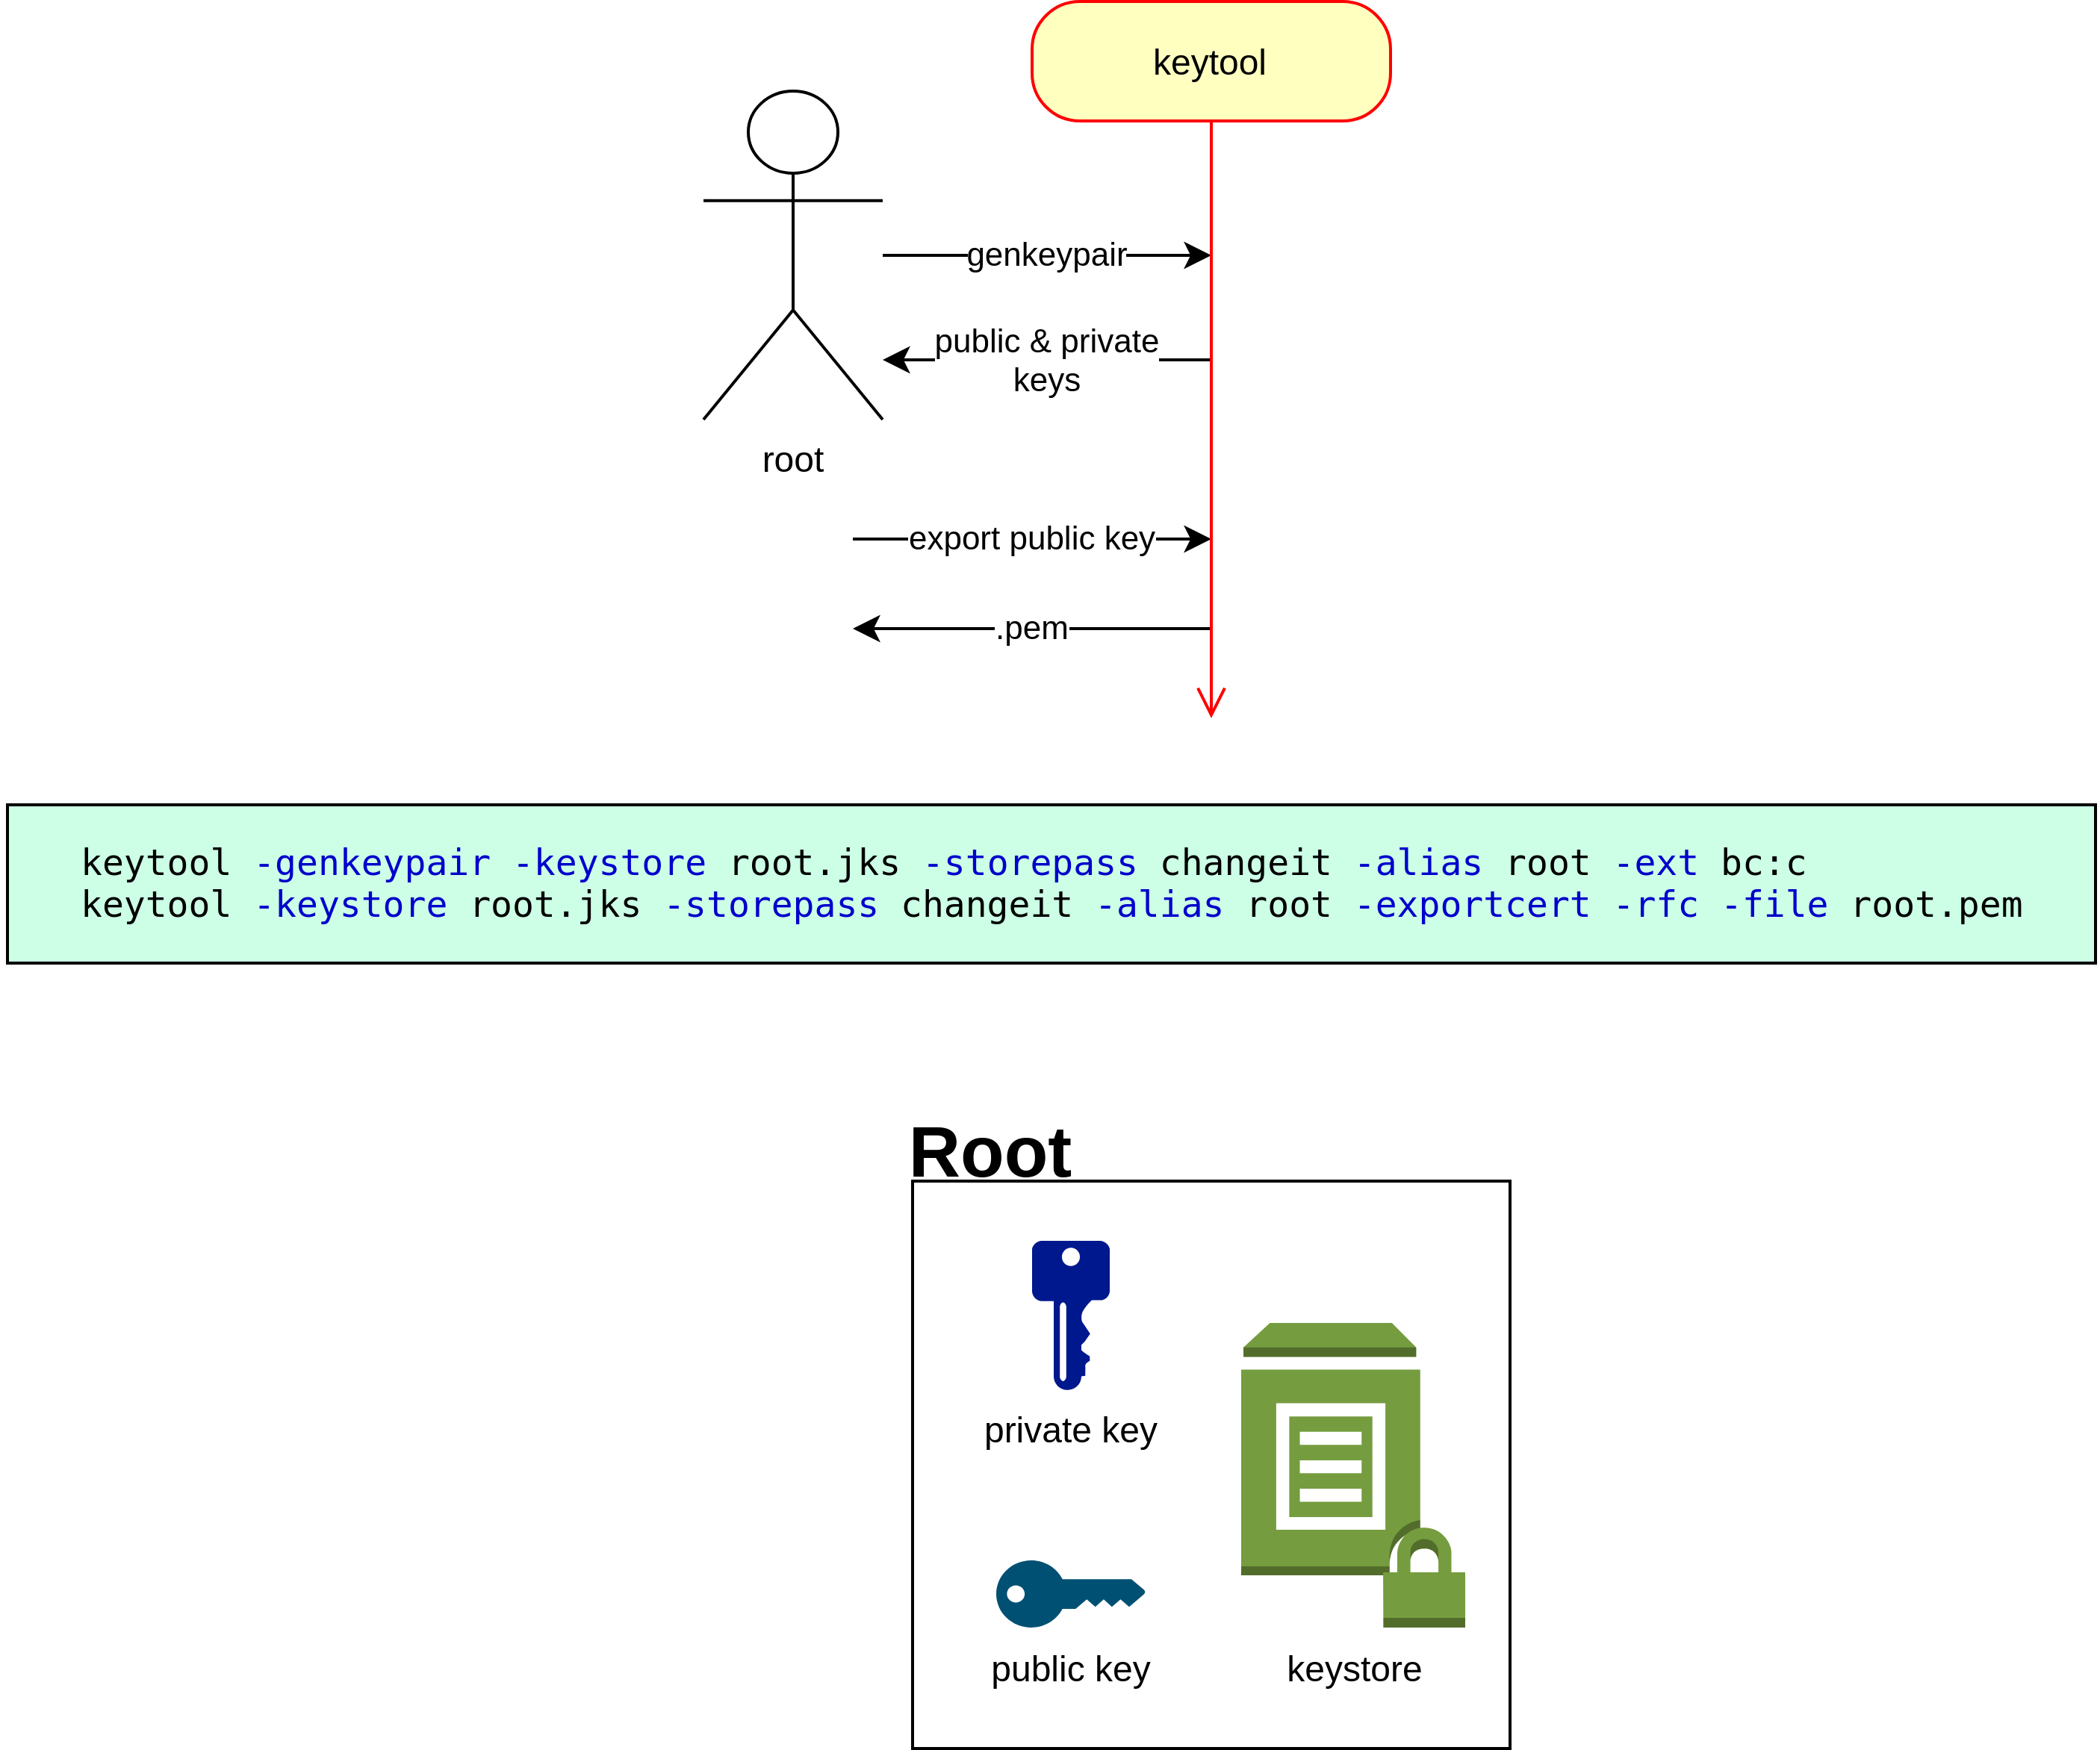 keytool
genkeypair
public & private
keys
root
export public key
.pem
keytool -genkeypair -keystore root.jks -storepass changeit -alias root -ext bc:c
keytool -keystore root.jks -storepass changeit -alias root -exportcert -rfc -file root.pem
Root
private key
public key
keystore